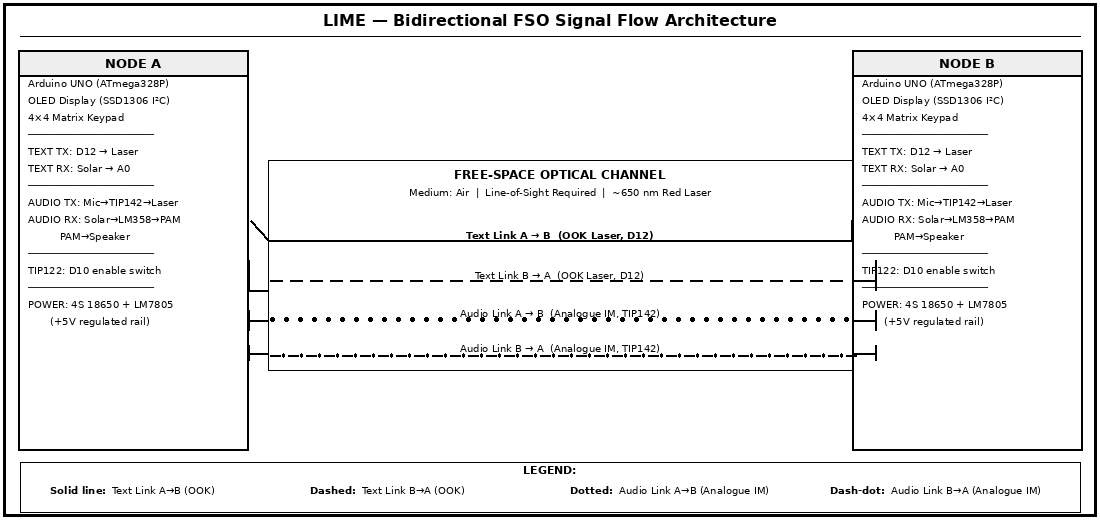 LIME — Bidirectional FSO Signal Flow Architecture
NODE A
Arduino UNO (ATmega328P)
OLED Display (SSD1306 I²C)
4×4 Matrix Keypad
TEXT TX: D12 → Laser
TEXT RX: Solar → A0
AUDIO TX: Mic→TIP142→Laser
AUDIO RX: Solar→LM358→PAM
PAM→Speaker
TIP122: D10 enable switch
POWER: 4S 18650 + LM7805
(+5V regulated rail)
FREE-SPACE OPTICAL CHANNEL
Medium: Air | Line-of-Sight Required | ~650 nm Red Laser
Text Link A → B (OOK Laser, D12)
Text Link B → A (OOK Laser, D12)
Audio Link A → B (Analogue IM, TIP142)
Audio Link B → A (Analogue IM, TIP142)
NODE B
Arduino UNO (ATmega328P)
OLED Display (SSD1306 I²C)
4×4 Matrix Keypad
TEXT TX: D12 → Laser
TEXT RX: Solar → A0
AUDIO TX: Mic→TIP142→Laser
AUDIO RX: Solar→LM358→PAM
PAM→Speaker
TIP122: D10 enable switch
POWER: 4S 18650 + LM7805
(+5V regulated rail)
LEGEND:
Solid line: Text Link A→B (OOK)
Dashed: Text Link B→A (OOK)
Dotted: Audio Link A→B (Analogue IM)
Dash-dot: Audio Link B→A (Analogue IM)